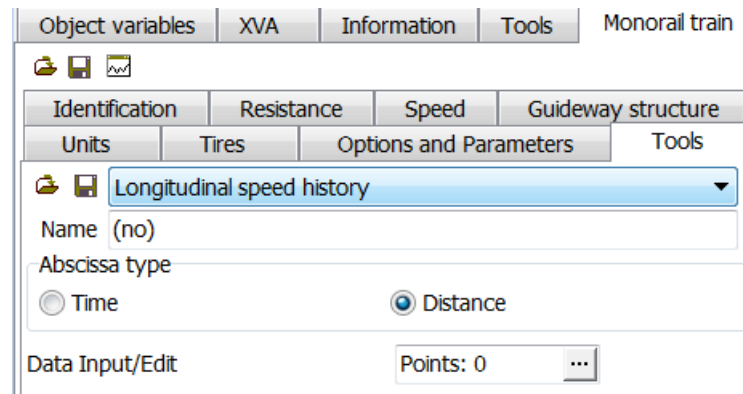 Object variables XVA Information Tools Monorail train
Identification Resistance Speed Guideway structure
Units Tires Options and Parameters Tools
Longitudinal speed history
Name (no)
Abscissa type
Time Distance
Data Input/Edit Points: 0 ...